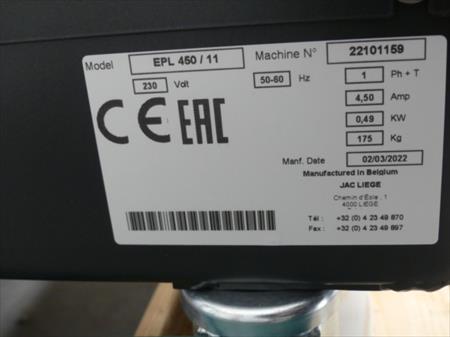 Model EPL 450 / 11 Machine N° 22101159
230 Volt 50-60 Hz 1 Ph + T
4,50 Amp
CE EAC
0,49 KW
175 Kg
Manf. Date 02/03/2022
Manufactured in Belgium
JAC LIEGE
Chemin d'Ésie , 1
4000 LIEGE
Tél : +32 (0) 4 23 49 870
Fax : +32 (0) 4 23 49 897